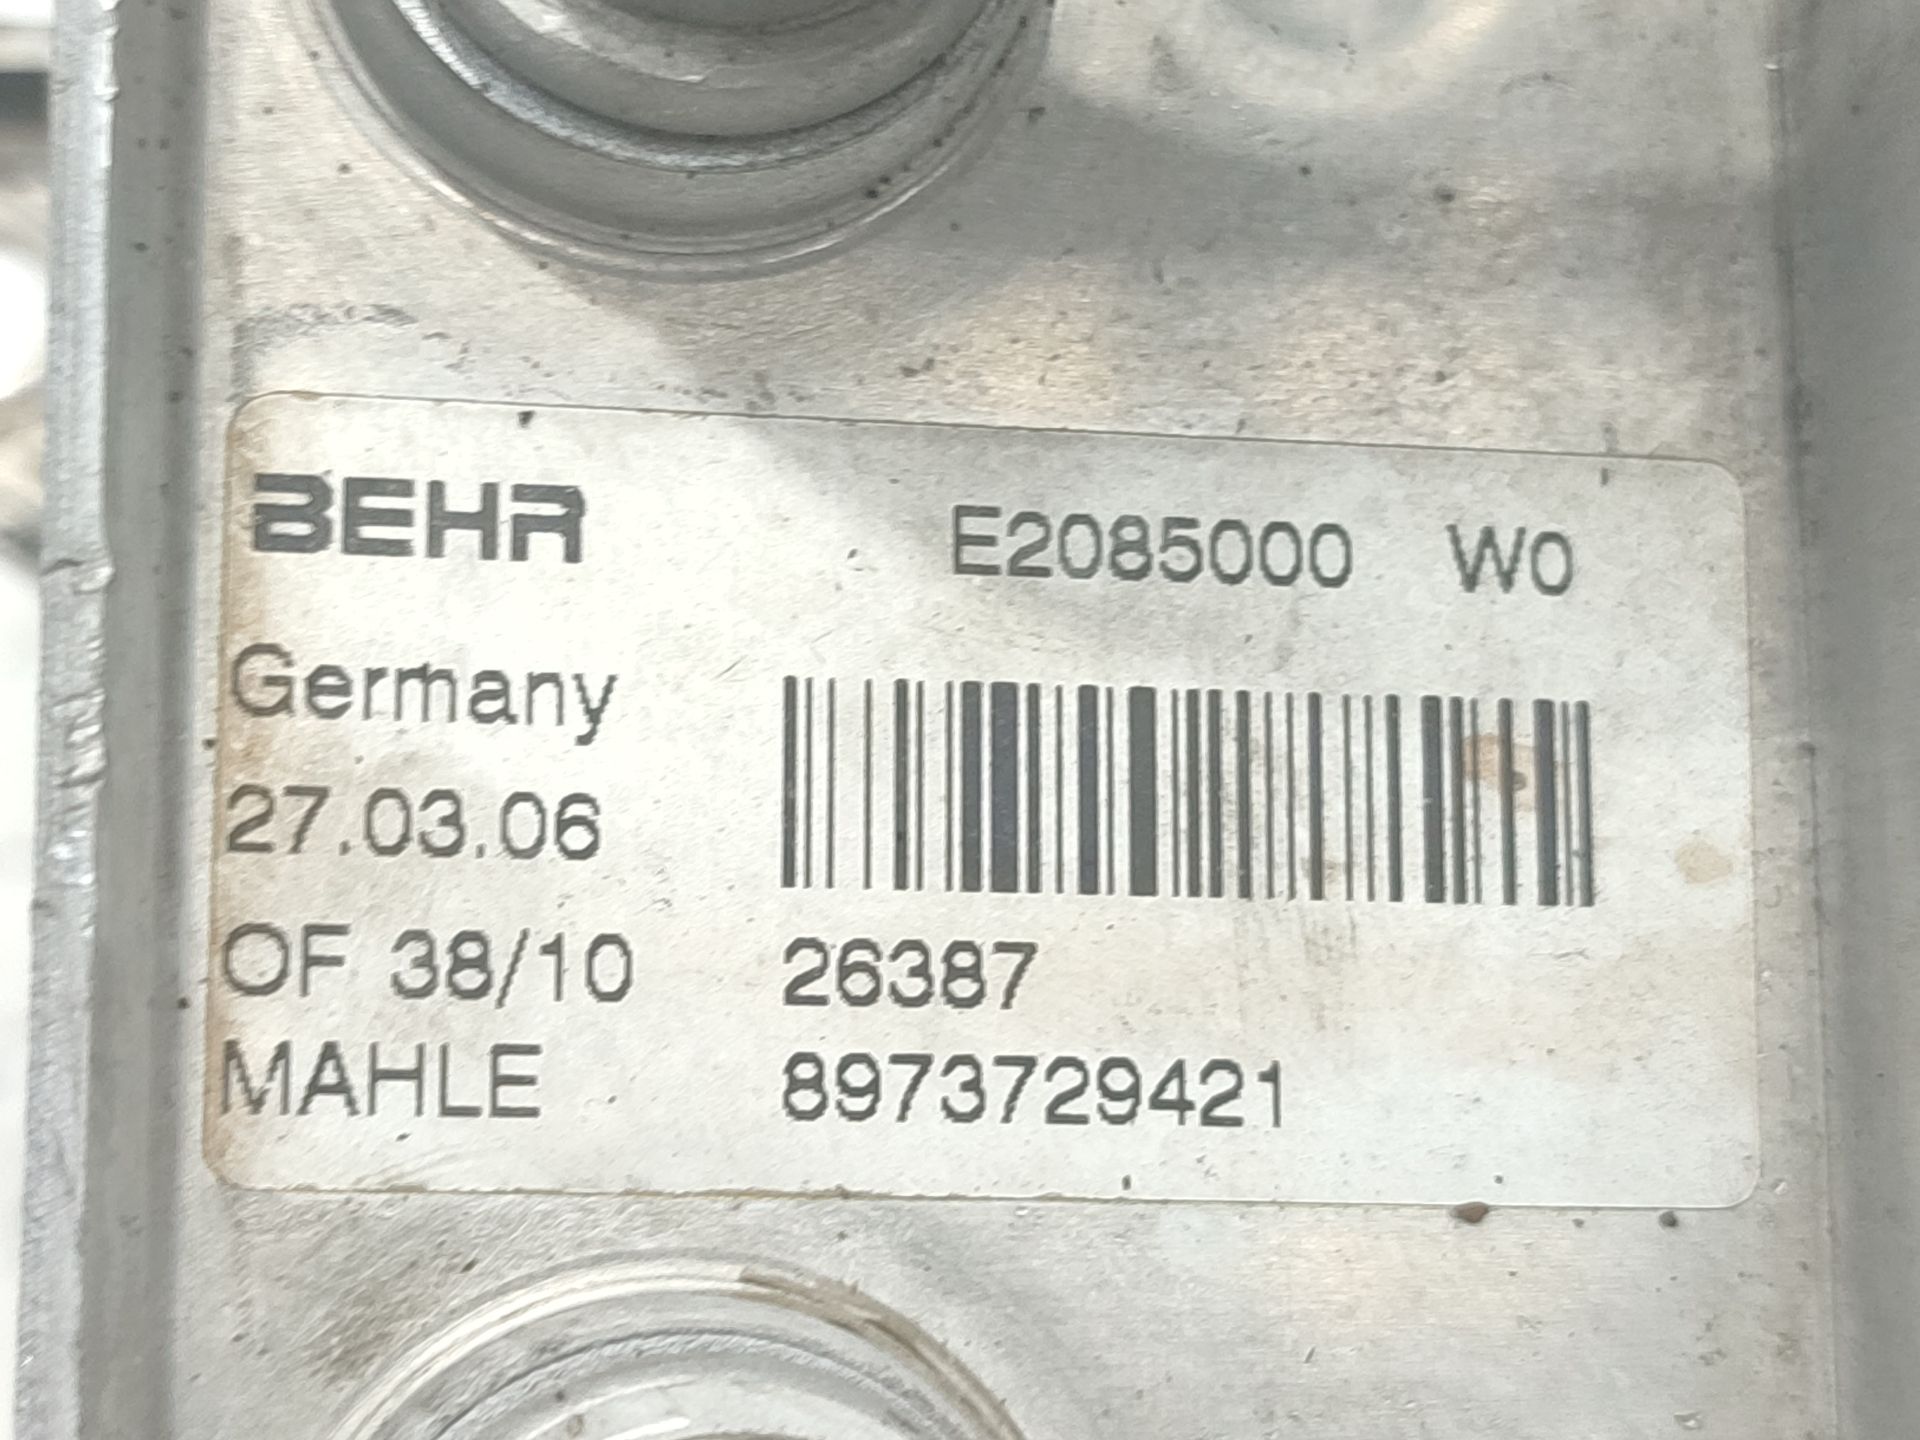 BEHR E2085000 W0
Germany
27.03.06
OF 38/10 26387
MAHLE 8973729421